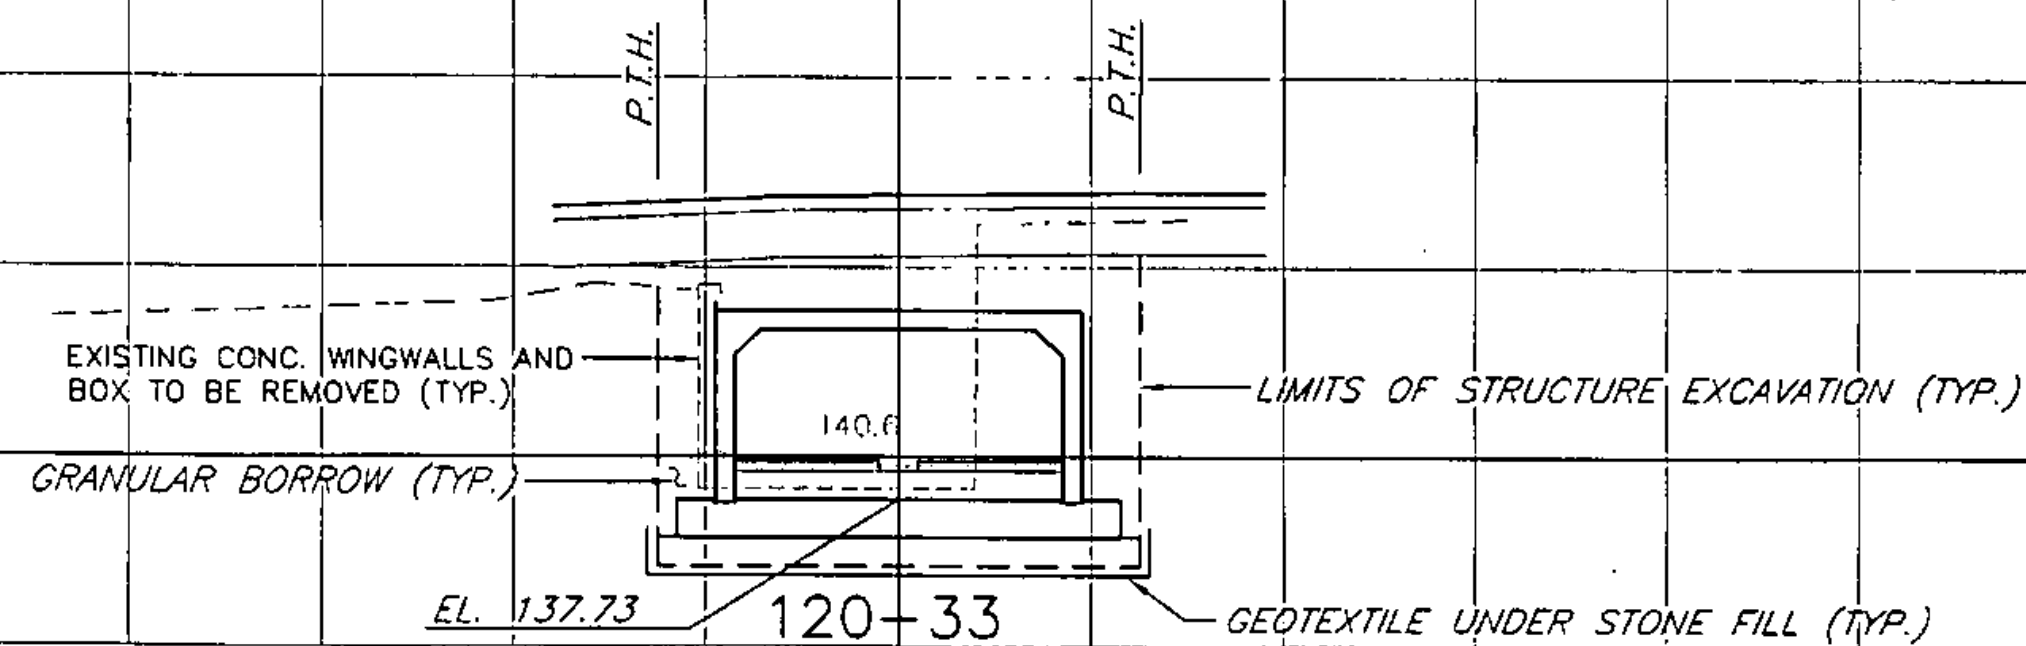 P.T.H.
P.T.H.
EXISTING CONC. WINGWALLS AND
BOX TO BE REMOVED (TYP.)
LIMITS OF STRUCTURE EXCAVATION (TYP.)
140.6
GRANULAR BORROW (TYP.)
EL. 137.73
120+33
GEOTEXTILE UNDER STONE FILL (TYP.)